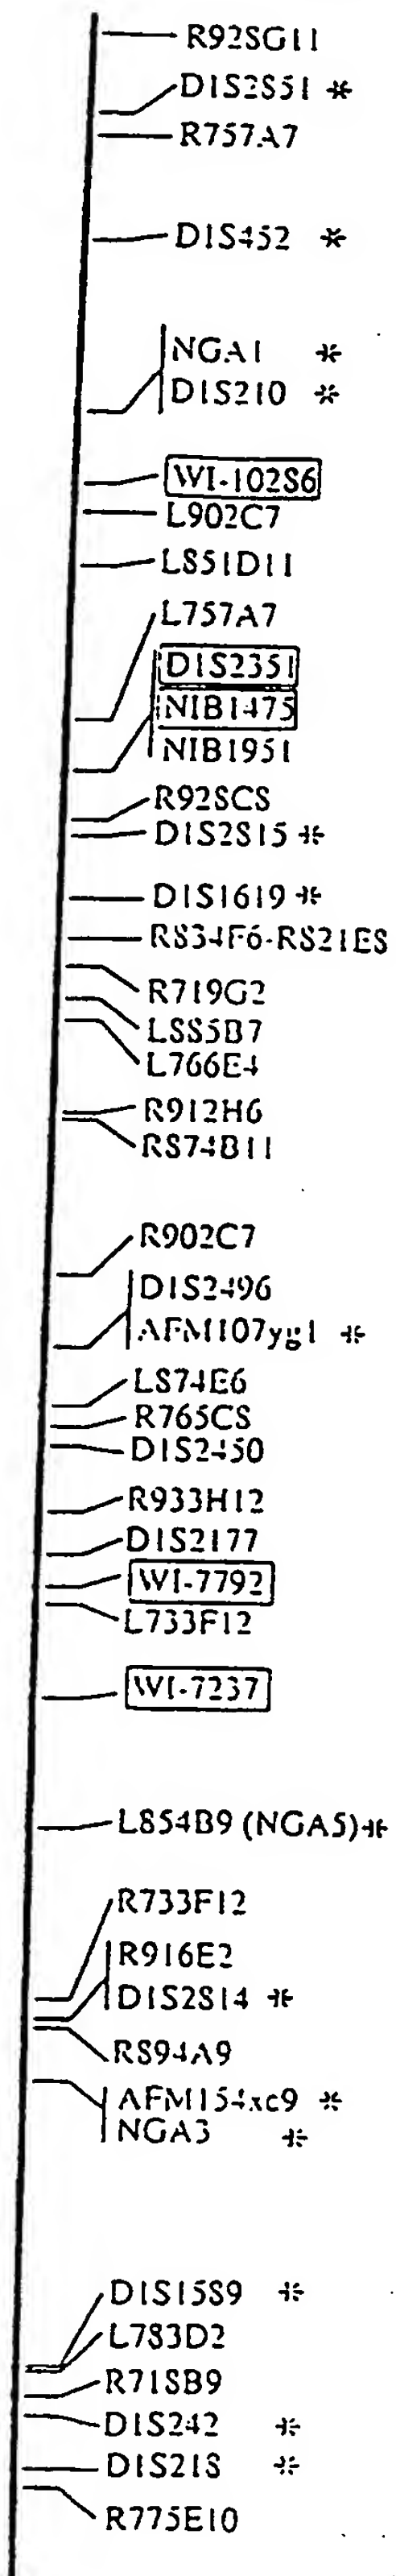 R928G11
D1S2851 *
R757A7
D1S452 *
NGA1 *
D1S210 *
WI-10286
L902C7
L851D11
L757A7
D1S2351
NIB1475
NIB1951
R928C8
D1S2815 *
D1S1619 *
R834F6-R821E8
R719G2
L885B7
L766E4
R912H6
R874B11
R902C7
D1S2496
AFM107yg1 *
L874E6
R765C8
D1S2450
R933H12
D1S2177
WI-7792
L733F12
WI-7237
L854B9 (NGA5) *
R733F12
R916E2
D1S2814 *
R894A9
AFM154xc9 *
NGA3 *
D1S1589 *
L783D2
R718B9
D1S242 *
D1S218 *
R775E10